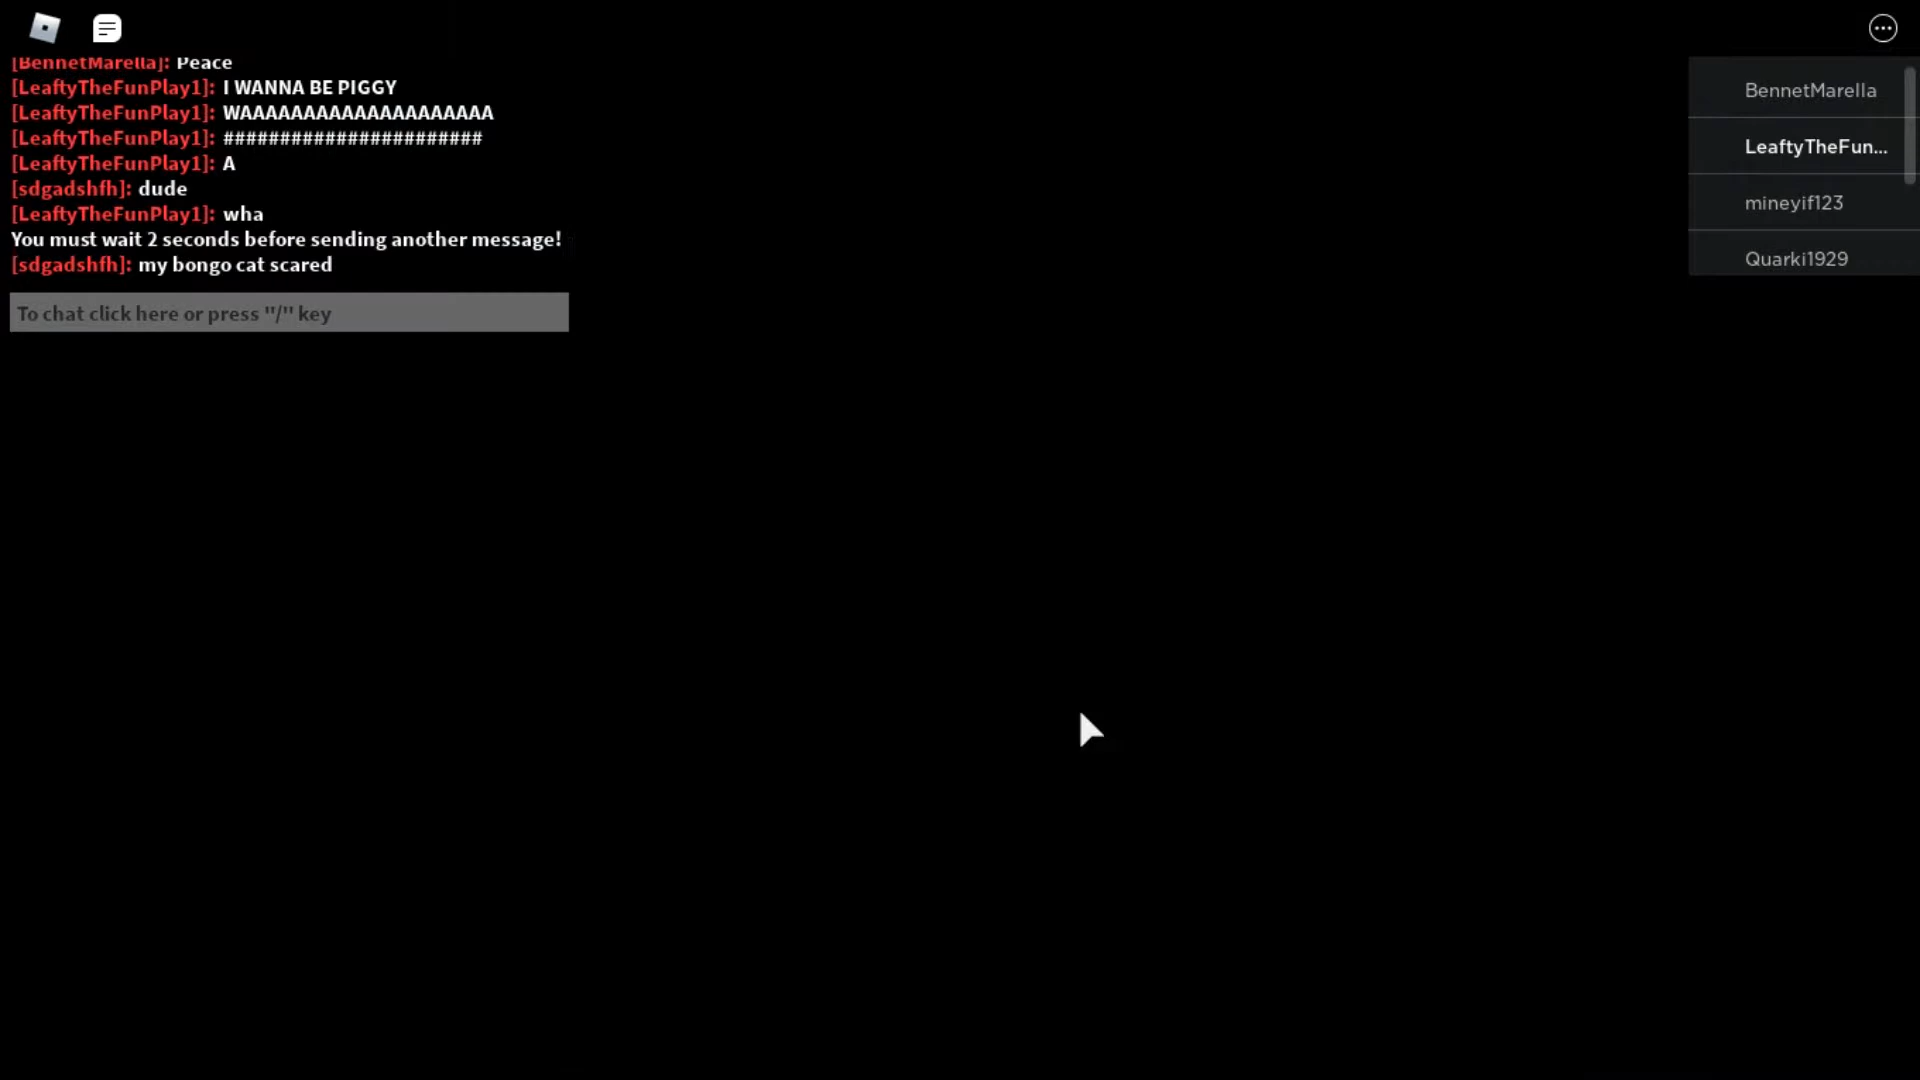 [BennetMarella]: Peace
[LeaftyTheFunPlay1]: I WANNA BE PIGGY
[LeaftyTheFunPlay1]: WAAAAAAAAAAAAAAAAAAAA
[LeaftyTheFunPlay1]: #######################
[LeaftyTheFunPlay1]: A
[sdgadshfh]: dude
[LeaftyTheFunPlay1]: wha
You must wait 2 seconds before sending another message!
[sdgadshfh]: my bongo cat scared
To chat click here or press "/" key
BennetMarella
LeaftyTheFun...
mineyif123
Quarki1929